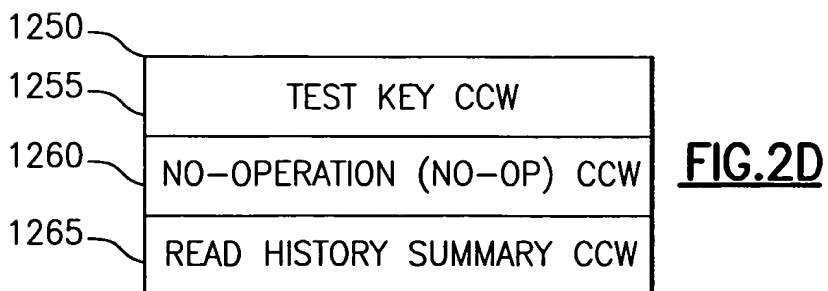 1250
1255 TEST KEY CCW
1260 NO-OPERATION (NO-OP) CCW FIG.2D
1265 READ HISTORY SUMMARY CCW